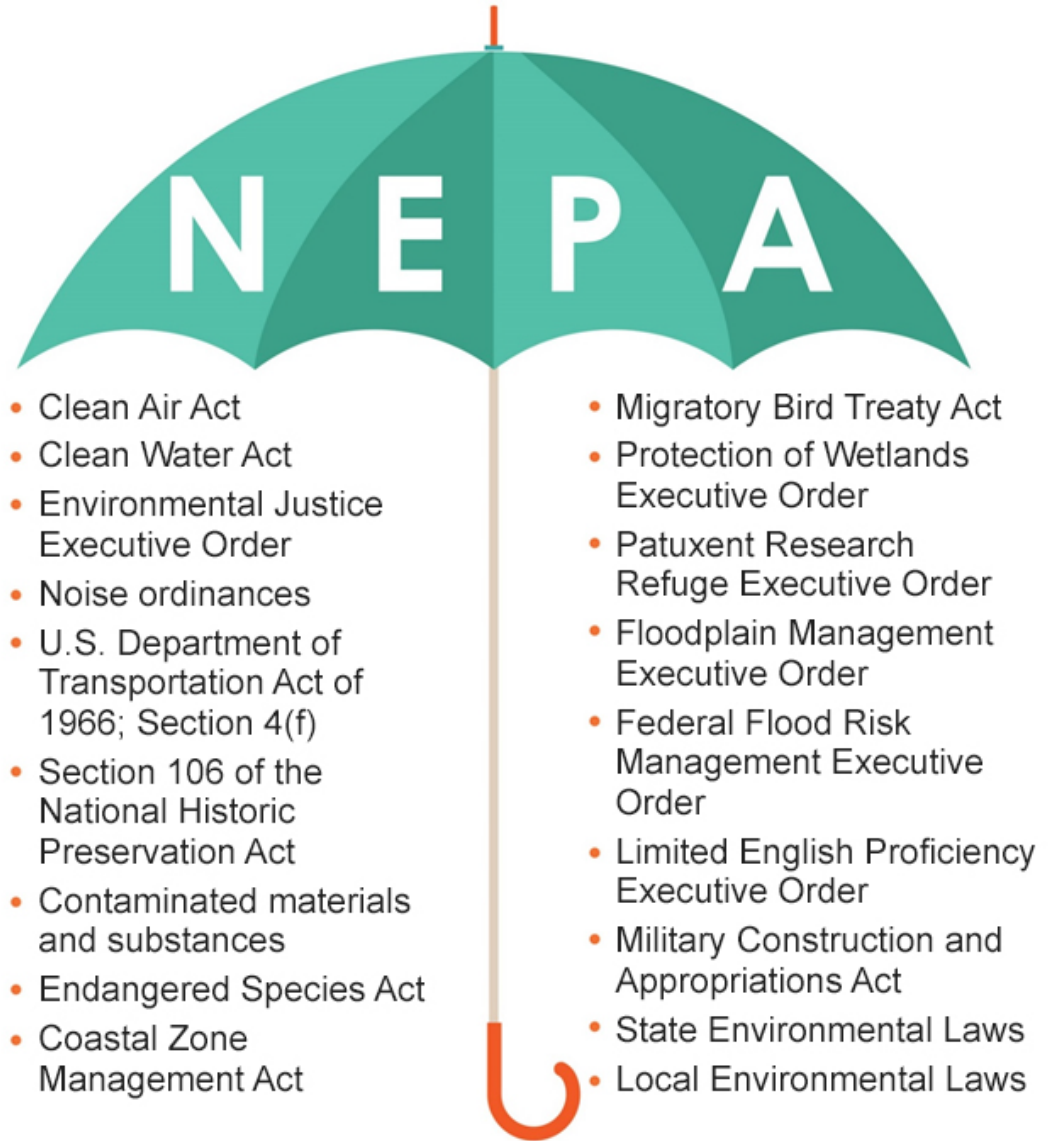 NEPA
• Clean Air Act
• Clean Water Act
• Environmental Justice
Executive Order
• Noise ordinances
• U.S. Department of
Transportation Act of
1966; Section 4(f)
• Section 106 of the
National Historic
Preservation Act
• Contaminated materials
and substances
• Endangered Species Act
• Coastal Zone
Management Act
• Migratory Bird Treaty Act
• Protection of Wetlands
Executive Order
• Patuxent Research
Refuge Executive Order
• Floodplain Management
Executive Order
• Federal Flood Risk
Management Executive
Order
• Limited English Proficiency
Executive Order
• Military Construction and
Appropriations Act
• State Environmental Laws
• Local Environmental Laws